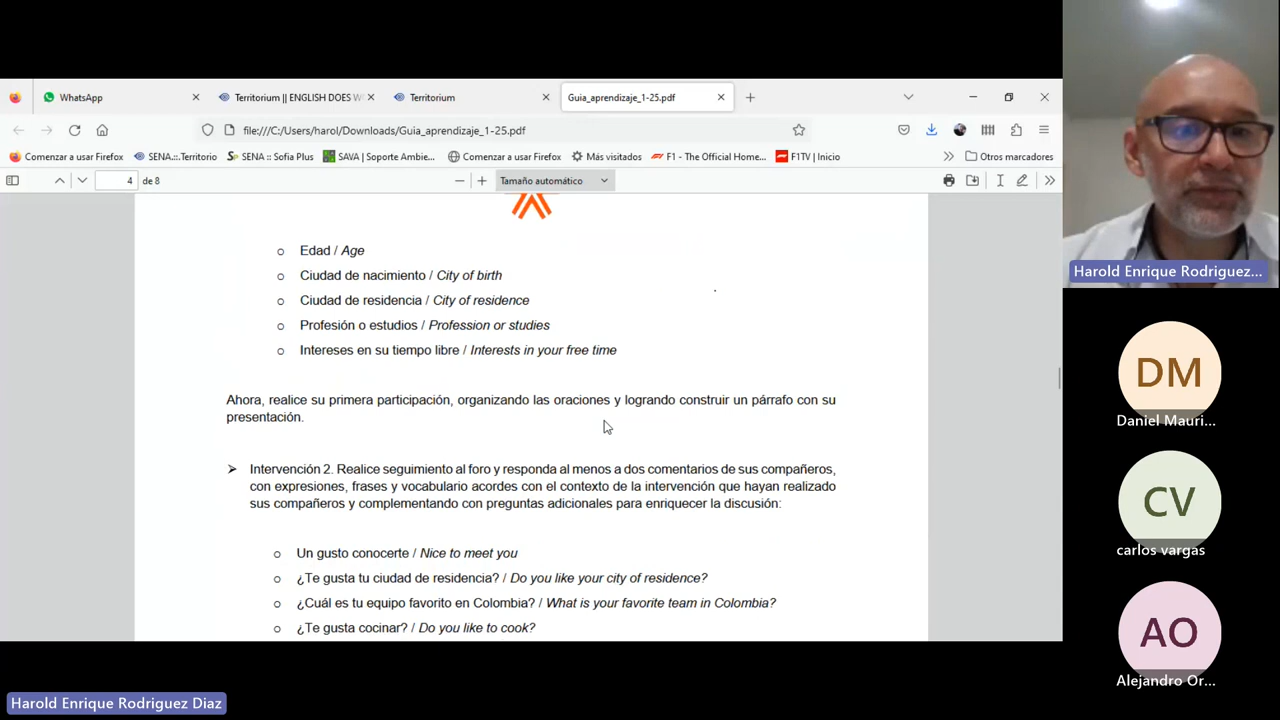 WhatsApp
Territorium || ENGLISH DOES W
Territorium
Guia_aprendizaje_1-25.pdf
file:///C:/Users/harol/Downloads/Guia_aprendizaje_1-25.pdf
Comenzar a usar Firefox
SENA.::.Territorio
SENA :: Sofia Plus
SAVA | Soporte Ambie...
Comenzar a usar Firefox
Más visitados
F1 - The Official Home...
F1TV | Inicio
Otros marcadores
4 de 8
Tamaño automático
Edad / Age
Ciudad de nacimiento / City of birth
Ciudad de residencia / City of residence
Profesión o estudios / Profession or studies
Intereses en su tiempo libre / Interests in your free time
Ahora, realice su primera participación, organizando las oraciones y logrando construir un párrafo con su
presentación.
Intervención 2. Realice seguimiento al foro y responda al menos a dos comentarios de sus compañeros,
con expresiones, frases y vocabulario acordes con el contexto de la intervención que hayan realizado
sus compañeros y complementando con preguntas adicionales para enriquecer la discusión:
Un gusto conocerte / Nice to meet you
¿Te gusta tu ciudad de residencia? / Do you like your city of residence?
¿Cuál es tu equipo favorito en Colombia? / What is your favorite team in Colombia?
¿Te gusta cocinar? / Do you like to cook?
Harold Enrique Rodriguez...
DM
Daniel Mauri...
CV
carlos vargas
AO
Alejandro Or...
Harold Enrique Rodriguez Diaz